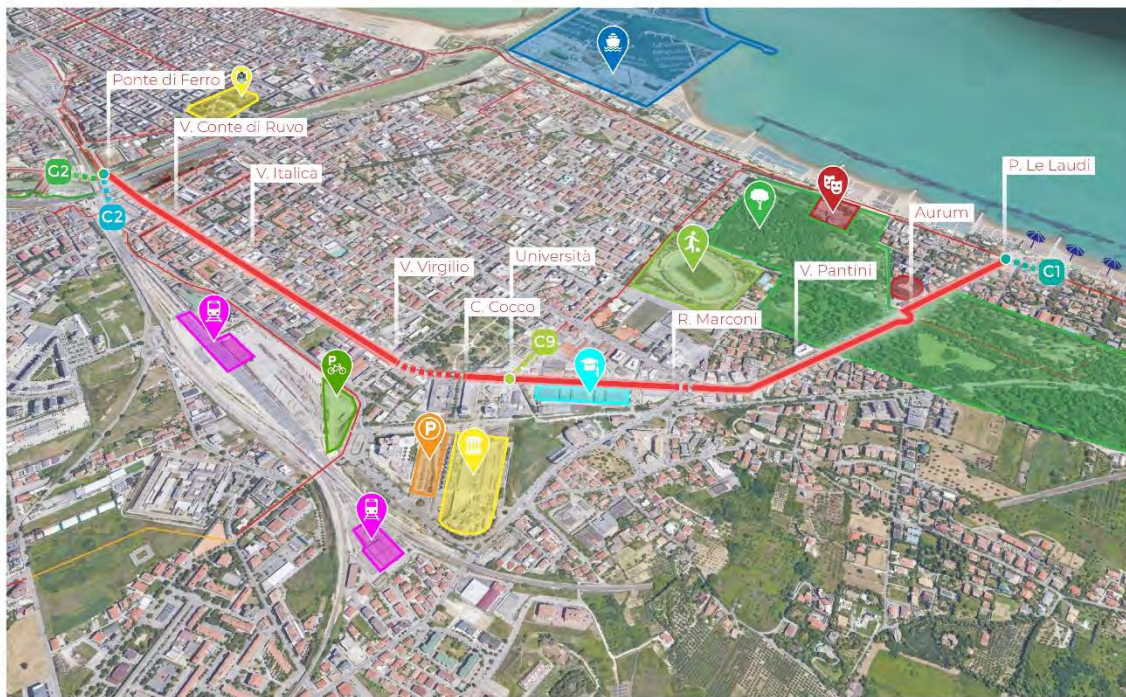 Ponte di Ferro
V. Conte di Ruvo
V. Italica
G2
C2
V. Virgilio
Università
C. Cocco
C9
R. Marconi
V. Pantini
Aurum
P. Le Laudi
C1
P
P